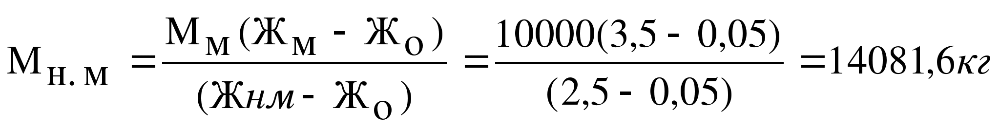 Мн. м = Мм (Жм - Жо) / (Жнм - Жо) = 10000(3,5 - 0,05) / (2,5 - 0,05) = 14081,6кг